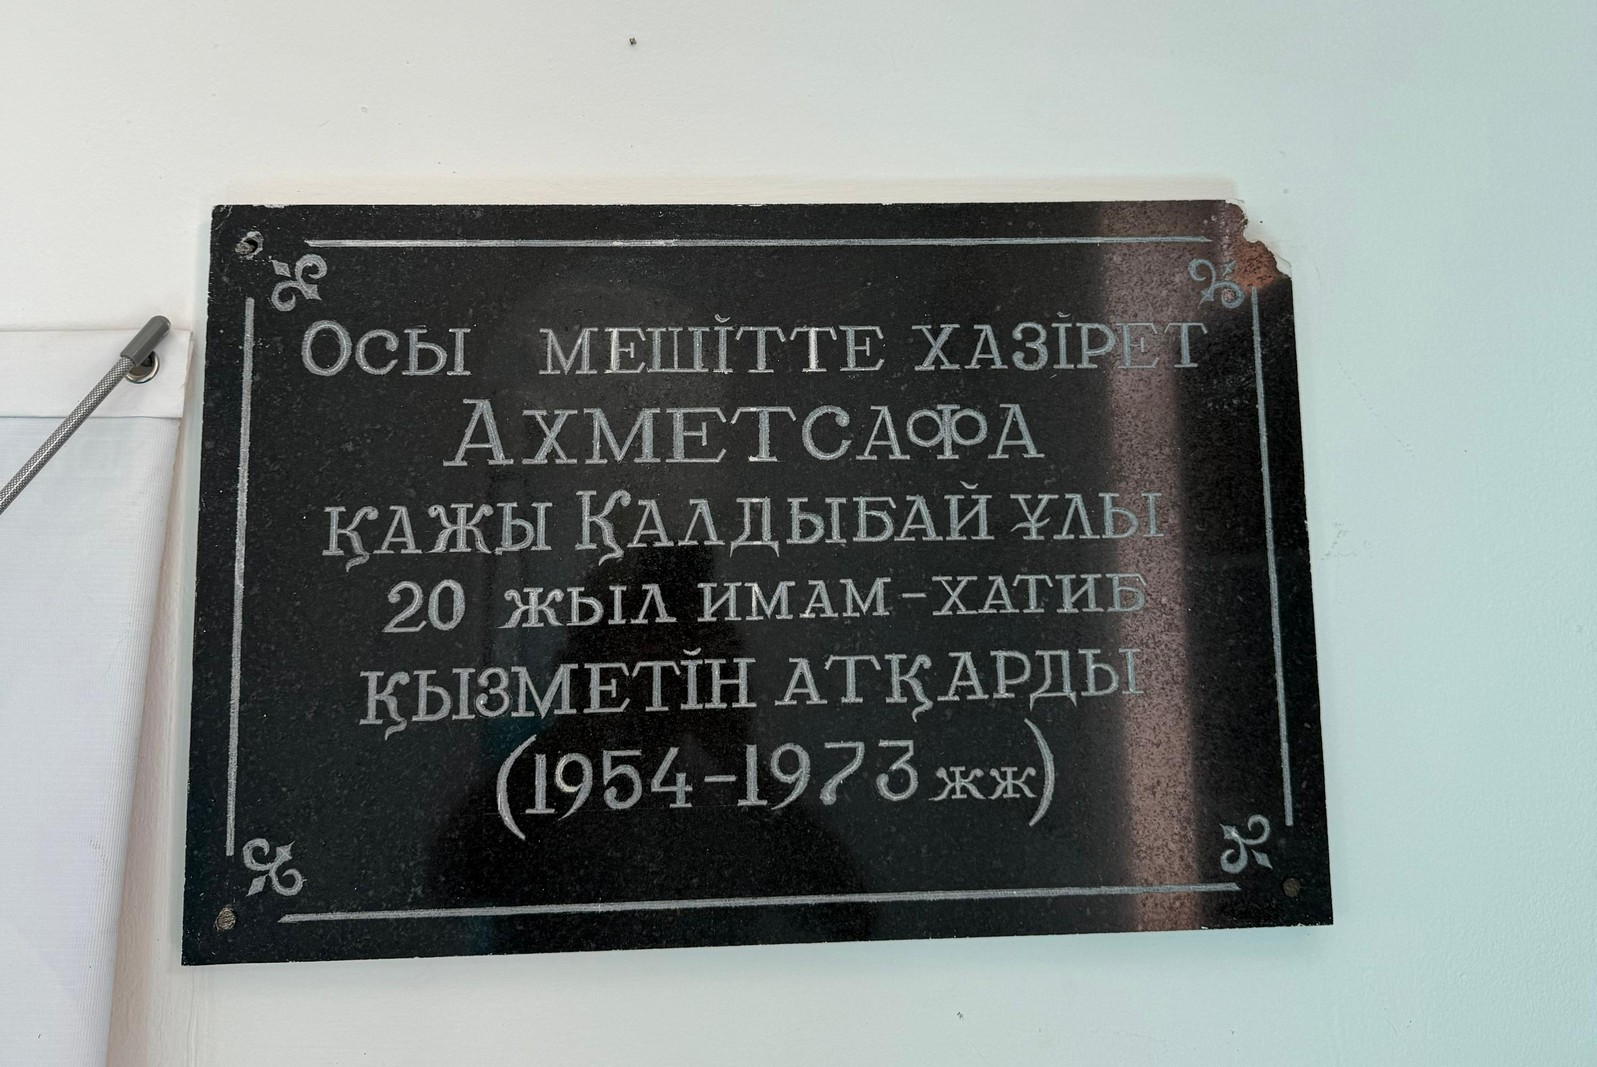 Осы мешітте хазірет
Ахметсафа
қажы Қалдыбай ұлы
20 жыл имам-хатиб
қызметін атқарды
(1954-1973 жж)